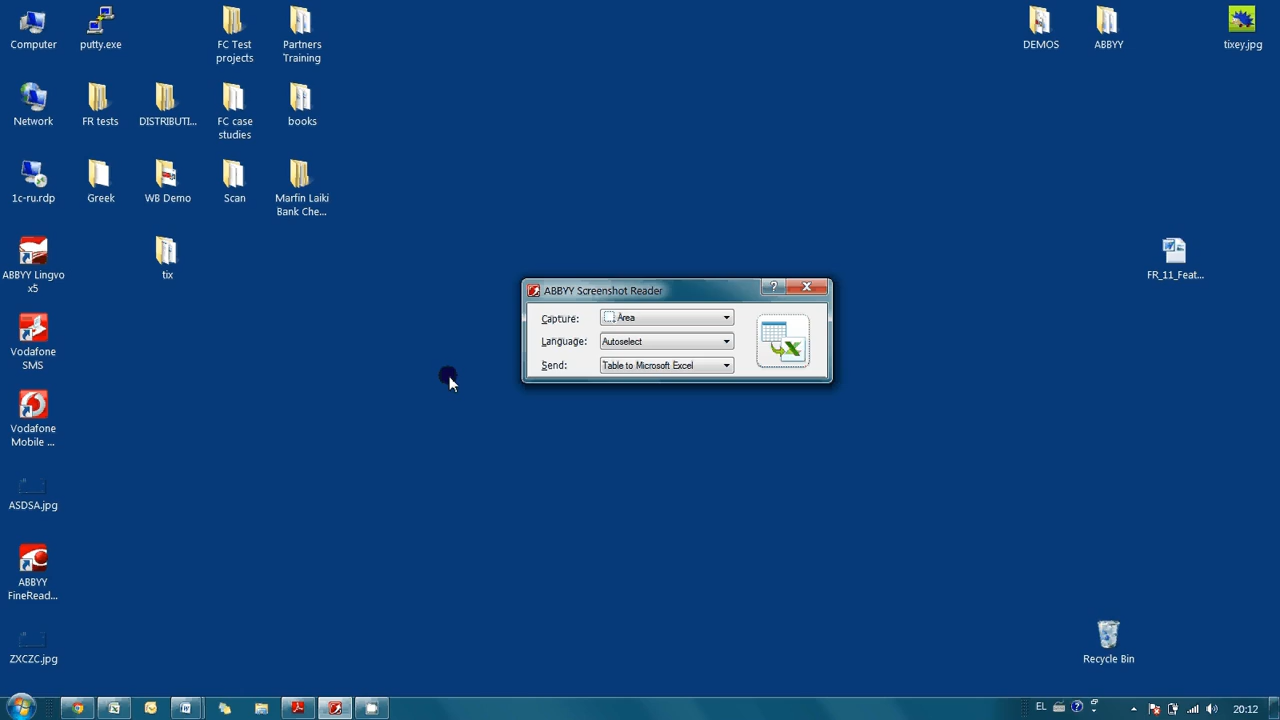 Computer
putty.exe
FC Test
projects
Partners
Training
DEMOS
ABBYY
tixey.jpg
Network
FR tests
DISTRIBUTI...
FC case
studies
books
1c-ru.rdp
Greek
WB Demo
Scan
Marfin Laiki
Bank Che...
ABBYY Lingvo
x5
tix
FR_11_Feat...
ABBYY Screenshot Reader
?
Capture:
Area
Language:
Autoselect
Send:
Table to Microsoft Excel
Vodafone
SMS
Vodafone
Mobile ...
ASDSA.jpg
ABBYY
FineRead...
ZXCZC.jpg
Recycle Bin
EL
20:12